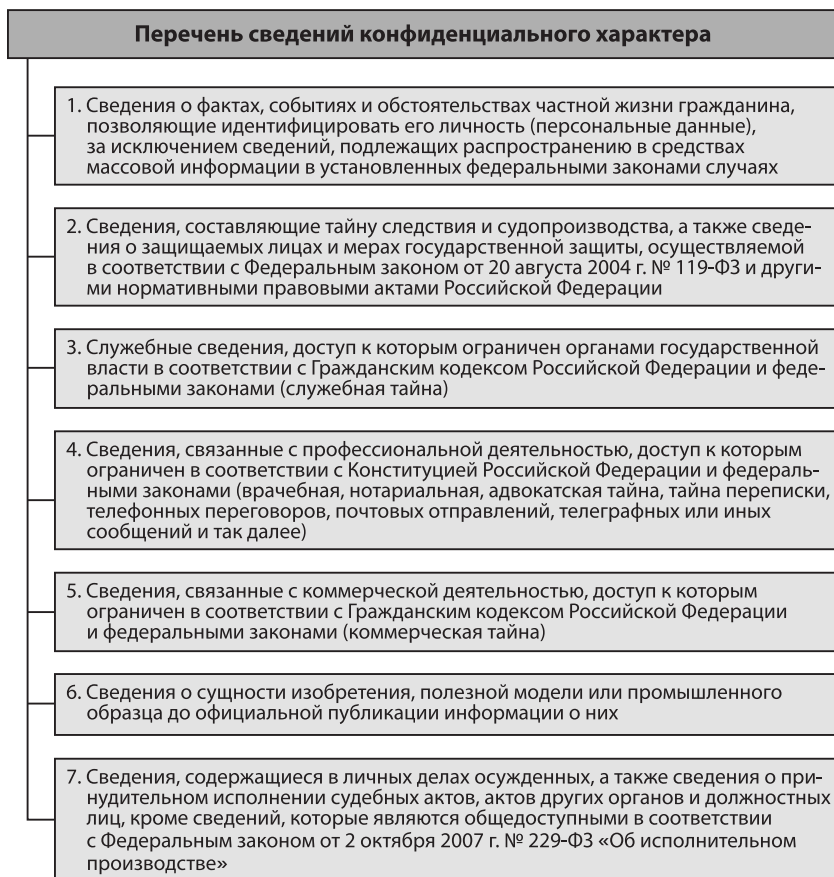 Перечень сведений конфиденциального характера
1. Сведения о фактах, событиях и обстоятельствах частной жизни гражданина,
позволяющие идентифицировать его личность (персональные данные),
за исключением сведений, подлежащих распространению в средствах
массовой информации в установленных федеральными законами случаях
2. Сведения, составляющие тайну следствия и судопроизводства, а также сведе-
ния о защищаемых лицах и мерах государственной защиты, осуществляемой
в соответствии с Федеральным законом от 20 августа 2004 г. № 119-ФЗ и други-
ми нормативными правовыми актами Российской Федерации
3. Служебные сведения, доступ к которым ограничен органами государственной
власти в соответствии с Гражданским кодексом Российской Федерации и феде-
ральными законами (служебная тайна)
4. Сведения, связанные с профессиональной деятельностью, доступ к которым
ограничен в соответствии с Конституцией Российской Федерации и федераль-
ными законами (врачебная, нотариальная, адвокатская тайна, тайна переписки,
телефонных переговоров, почтовых отправлений, телеграфных или иных
сообщений и так далее)
5. Сведения, связанные с коммерческой деятельностью, доступ к которым
ограничен в соответствии с Гражданским кодексом Российской Федерации
и федеральными законами (коммерческая тайна)
6. Сведения о сущности изобретения, полезной модели или промышленного
образца до официальной публикации информации о них
7. Сведения, содержащиеся в личных делах осужденных, а также сведения о при-
нудительном исполнении судебных актов, актов других органов и должностных
лиц, кроме сведений, которые являются общедоступными в соответствии
с Федеральным законом от 2 октября 2007 г. № 229-ФЗ «Об исполнительном
производстве»